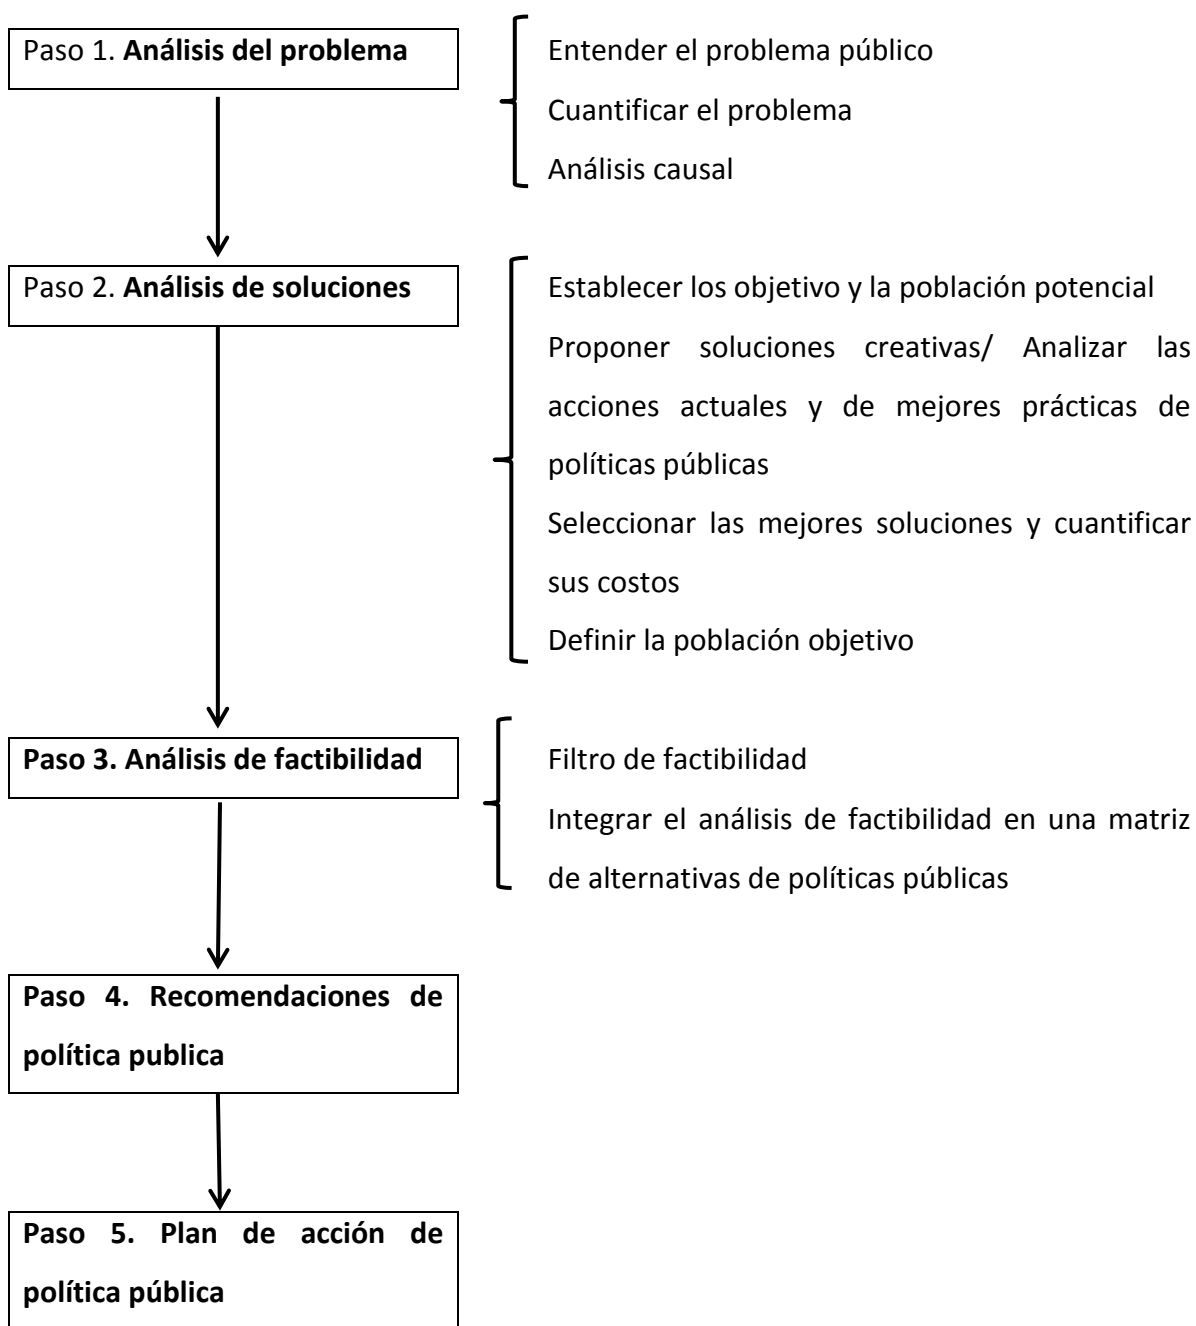 Paso 1. Análisis del problema
Entender el problema público
Cuantificar el problema
Análisis causal
Paso 2. Análisis de soluciones
Establecer los objetivo y la población potencial
Proponer soluciones creativas/ Analizar las
acciones actuales y de mejores prácticas de
políticas públicas
Seleccionar las mejores soluciones y cuantificar
sus costos
Definir la población objetivo
Paso 3. Análisis de factibilidad
Filtro de factibilidad
Integrar el análisis de factibilidad en una matriz
de alternativas de políticas públicas
Paso 4. Recomendaciones de
política publica
Paso 5. Plan de acción de
política pública